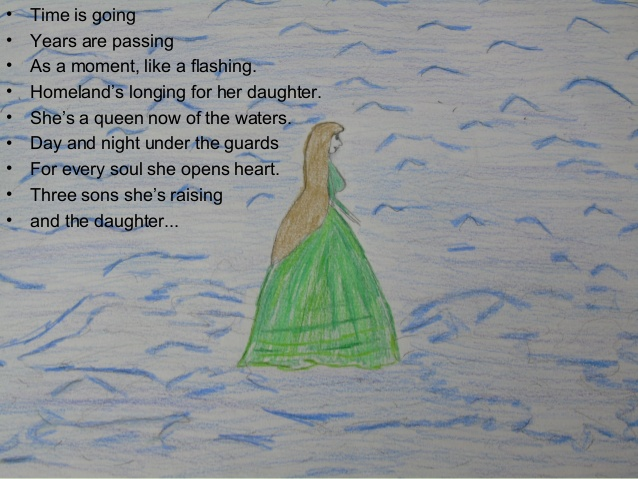 • Time is going
• Years are passing
• As a moment, like a flashing.
• Homeland's longing for her daughter.
• She's a queen now of the waters.
• Day and night under the guards
• For every soul she opens heart.
• Three sons she's raising
• and the daughter...